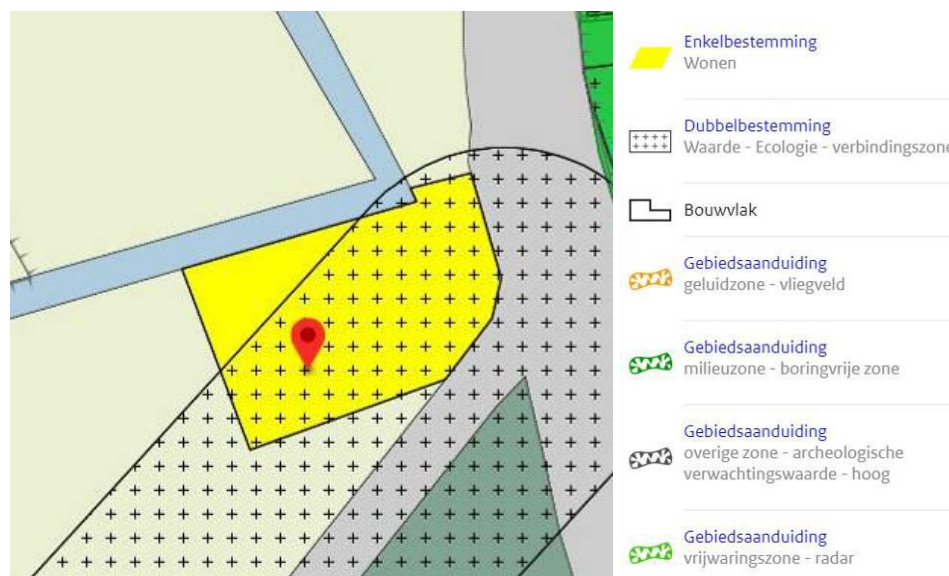 Enkelbestemming
Wonen
Dubbelbestemming
Waarde - Ecologie - verbindingszone
Bouwvlak
Gebiedsaanduiding
geluidzone - vliegveld
Gebiedsaanduiding
milieuzone - boringvrije zone
Gebiedsaanduiding
overige zone - archeologische
verwachtingswaarde - hoog
Gebiedsaanduiding
vrijwaringszone - radar